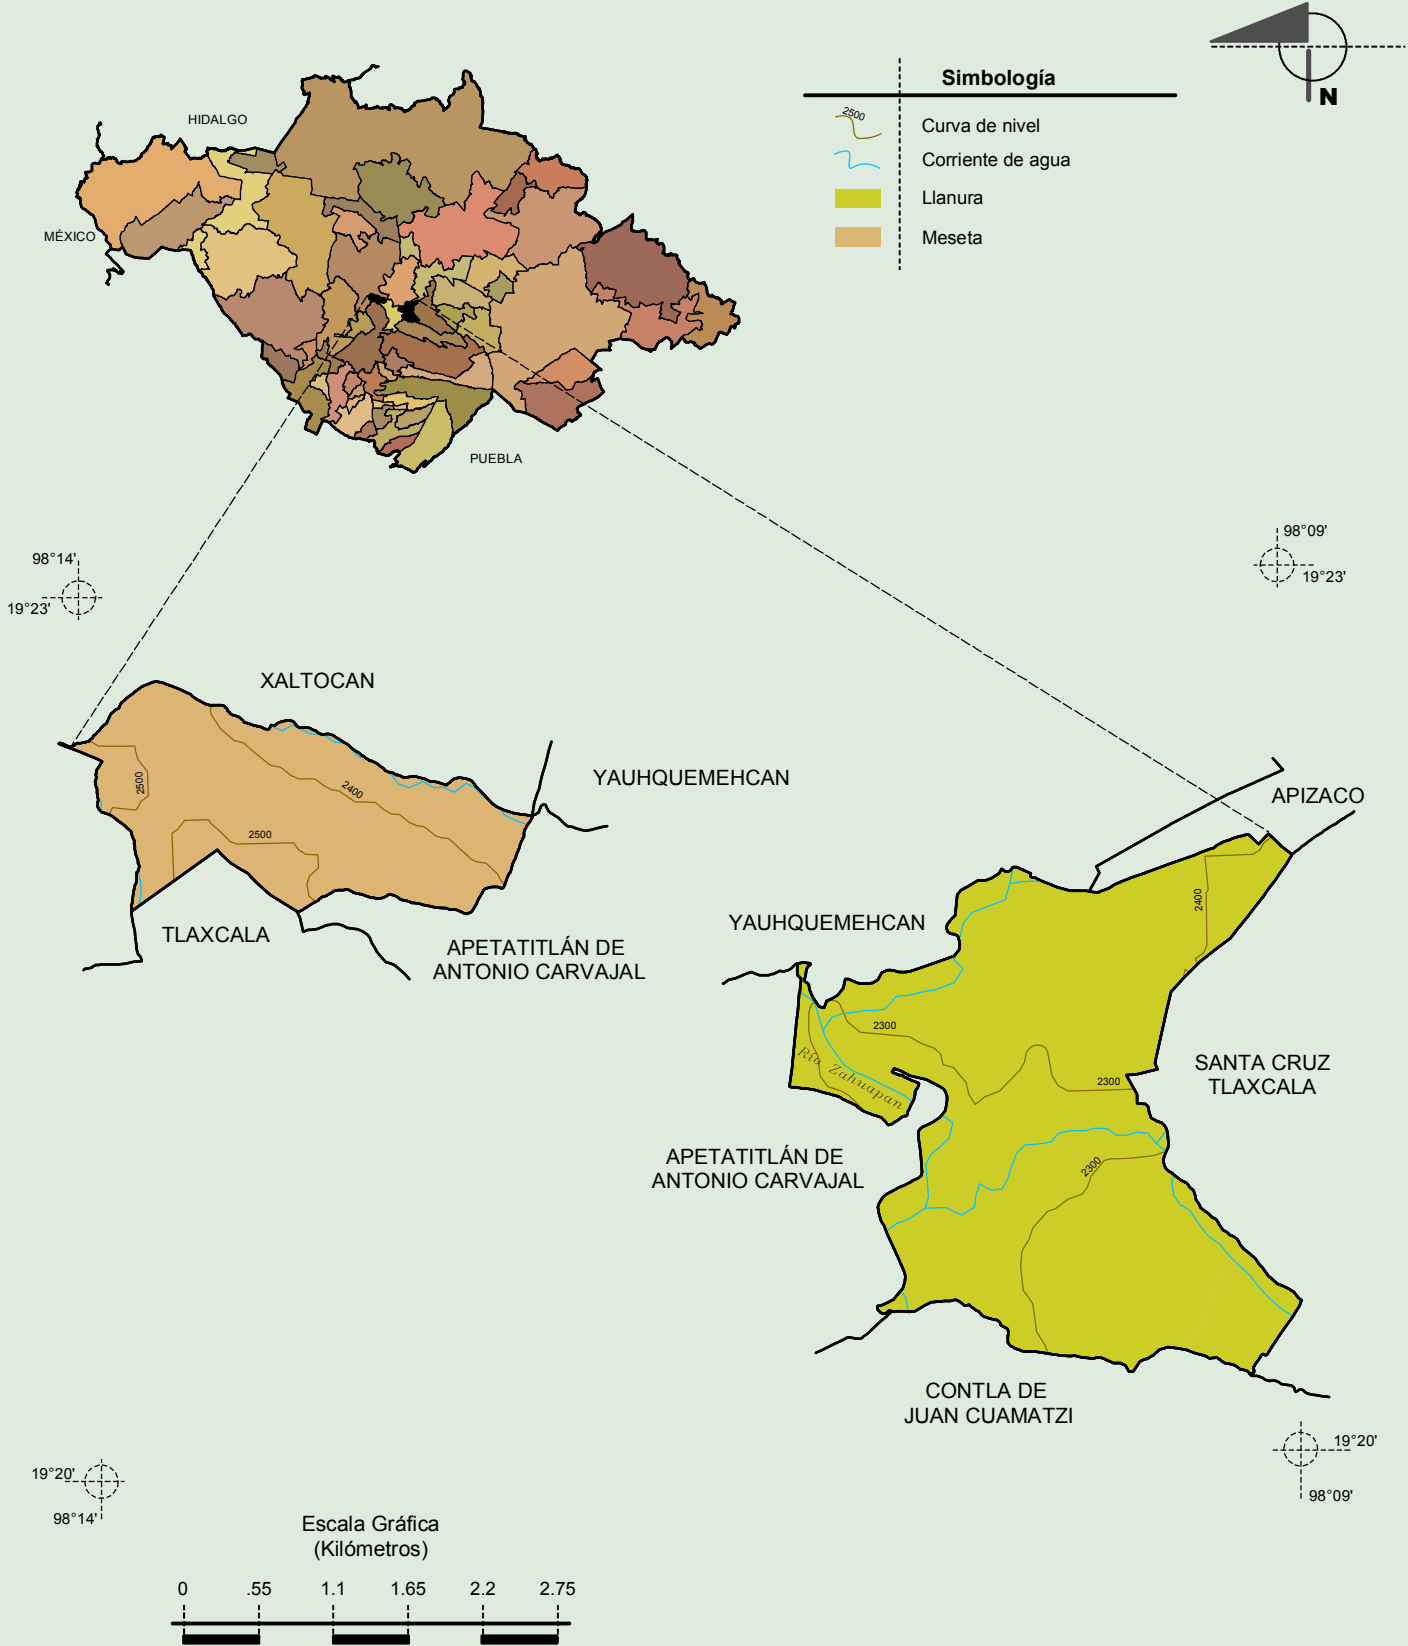 N
Simbología
2500
Curva de nivel
Corriente de agua
Llanura
Meseta
HIDALGO
MÉXICO
PUEBLA
98°14'
19°23'
98°09'
19°23'
XALTOCAN
YAUHQUEMEHCAN
2500
2400
2500
TLAXCALA
APETATITLÁN DE
ANTONIO CARVAJAL
APIZACO
2400
YAUHQUEMEHCAN
2300
Río Zahuapan
2300
SANTA CRUZ
TLAXCALA
APETATITLÁN DE
ANTONIO CARVAJAL
2300
CONTLA DE
JUAN CUAMATZI
19°20'
98°14'
19°20'
98°09'
Escala Gráfica
(Kilómetros)
0 .55 1.1 1.65 2.2 2.75